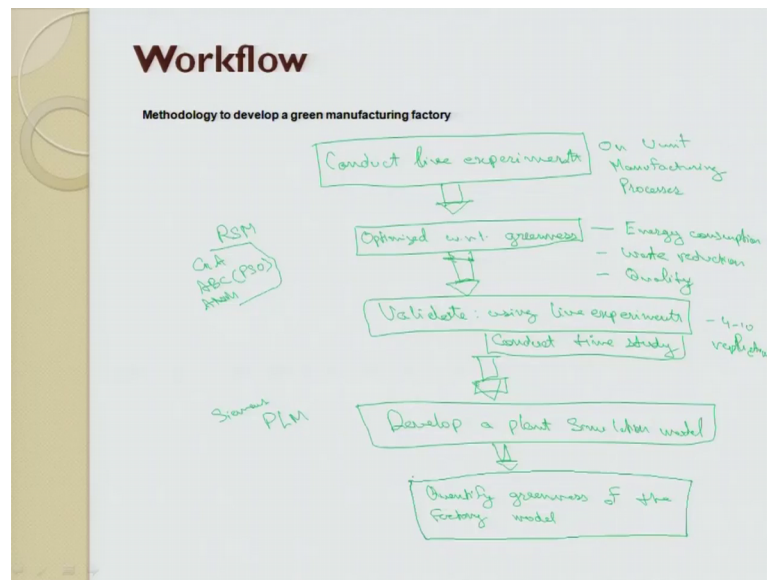 Workflow
Methodology to develop a green manufacturing factory
Conduct live experiments
On Unit
Manufacturing
Processes
RSM
GA
ABC (PSO)
Optimized w.r.t. greenness
— Energy consumption
- waste reduction
- Quality
Validate: using live experiments
- 4-10
Conduct time study
Siemens
PLM
Develop a plant model
Quantify greenness of the
Factory model